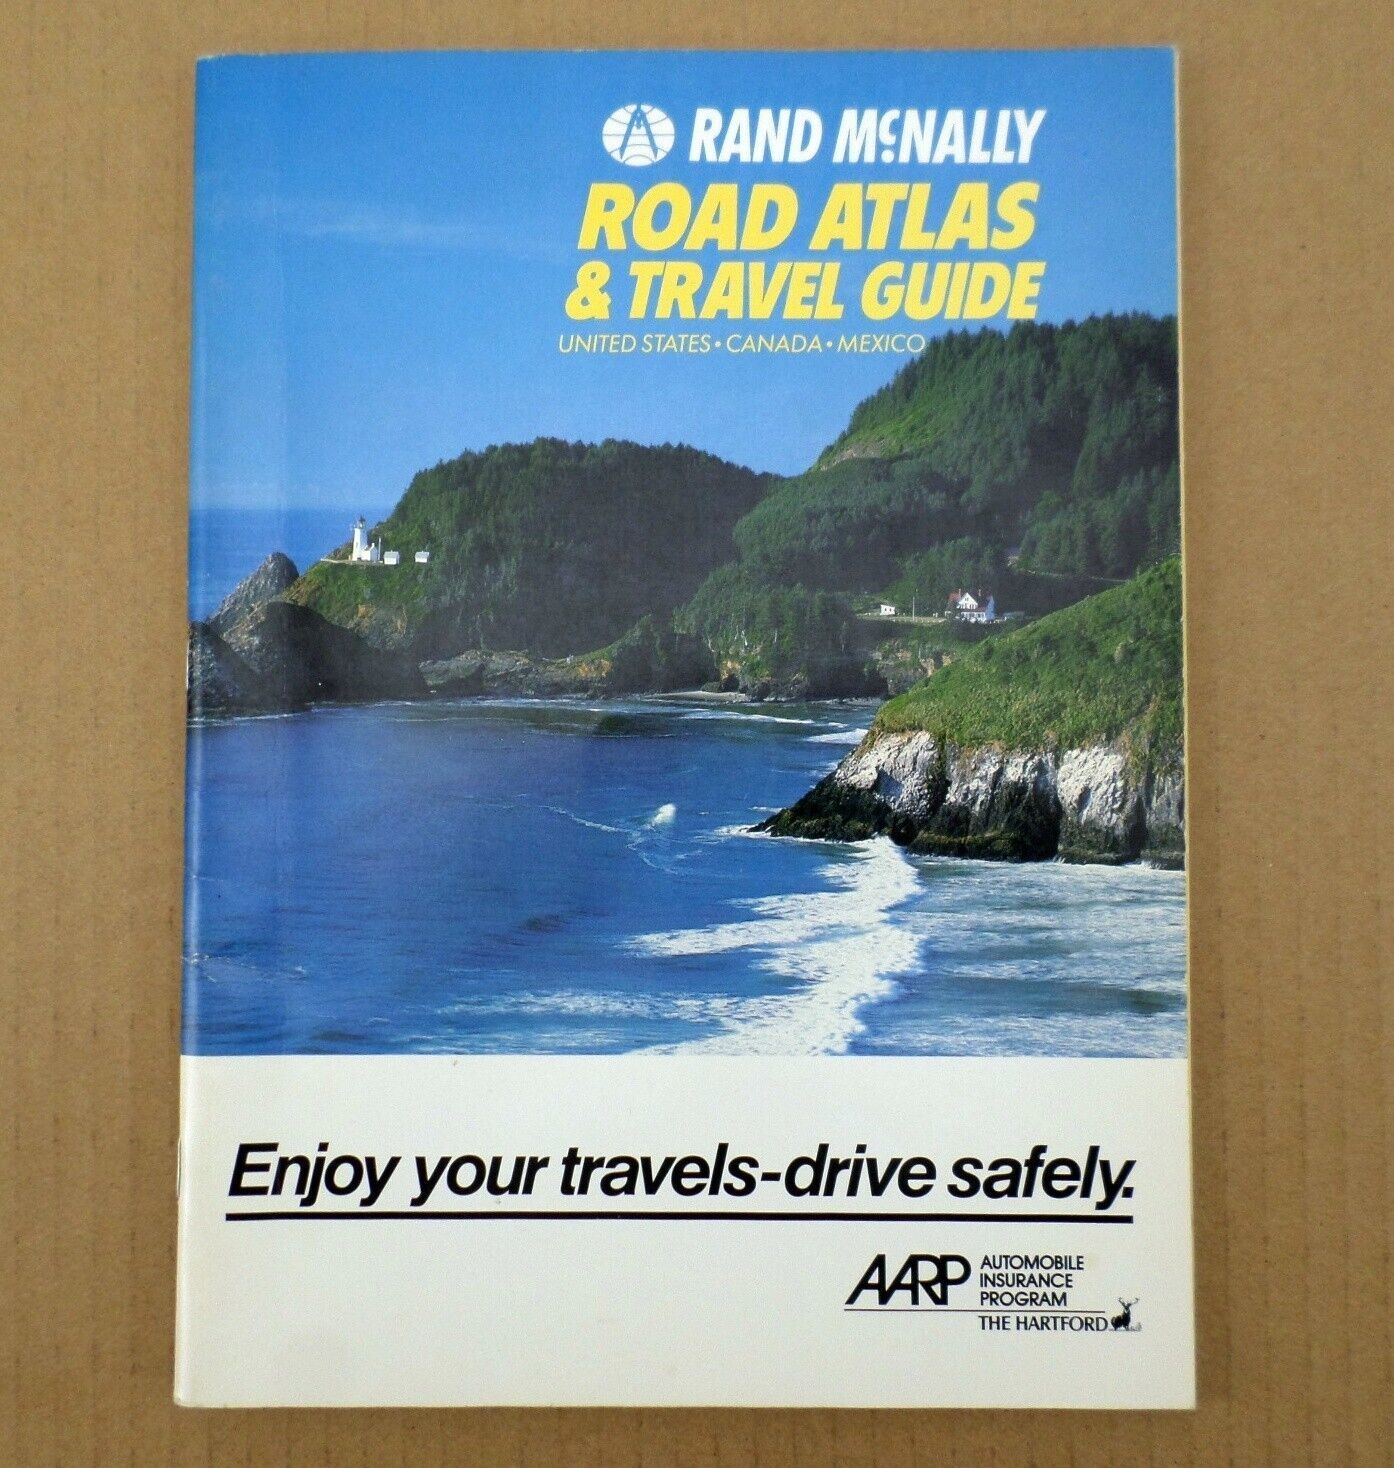 RAND McNALLY
ROAD ATLAS
& TRAVEL GUIDE
UNITED STATES • CANADA • MEXICO
Enjoy your travels-drive safely.
AARP
AUTOMOBILE
INSURANCE
PROGRAM
THE HARTFORD